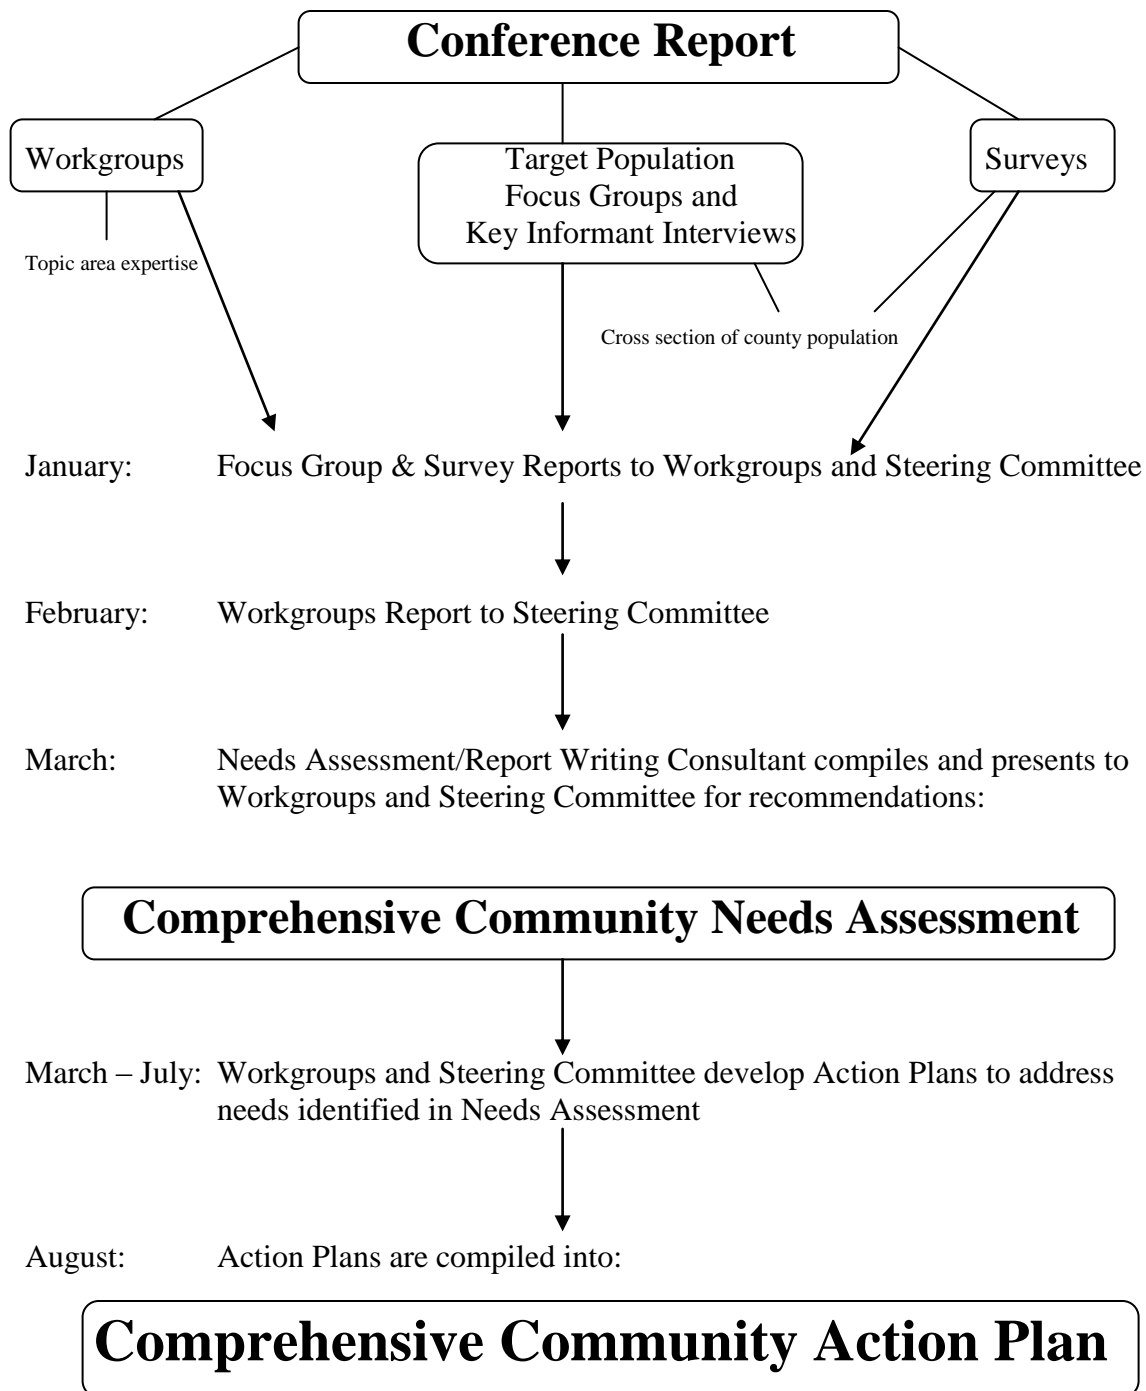 Conference Report
Workgroups
Target Population
Focus Groups and
Key Informant Interviews
Surveys
Topic area expertise
Cross section of county population
January: Focus Group & Survey Reports to Workgroups and Steering Committee
February: Workgroups Report to Steering Committee
March: Needs Assessment/Report Writing Consultant compiles and presents to
Workgroups and Steering Committee for recommendations:
Comprehensive Community Needs Assessment
March – July: Workgroups and Steering Committee develop Action Plans to address
needs identified in Needs Assessment
August: Action Plans are compiled into:
Comprehensive Community Action Plan